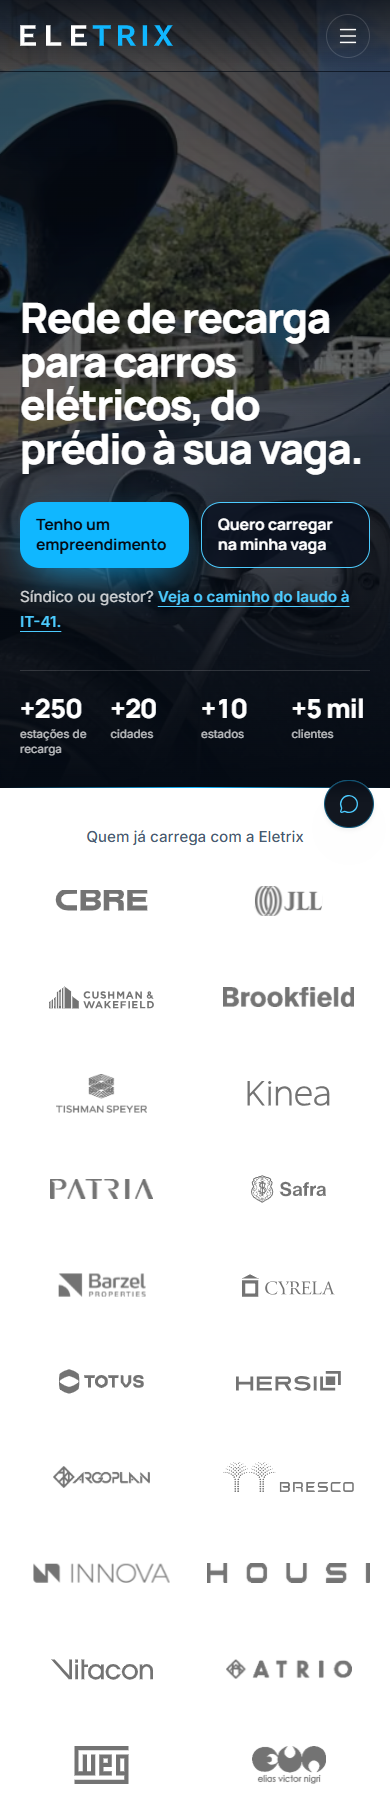 ELETRIX
Rede de recarga
para carros
elétricos, do
prédio à sua vaga.
Tenho um
empreendimento
Quero carregar
na minha vaga
Síndico ou gestor? Veja o caminho do laudo à
IT-41.
+250
estações de
recarga
+20
cidades
+10
estados
+5 mil
clientes
Quem já carrega com a Eletrix
CBRE
JLL
CUSHMAN &
WAKEFIELD
Brookfield
TISHMAN SPEYER
Kinea
PATRIA
Safra
Barzel
PROPERTIES
CYRELA
TOTVS
HERSIL
ARGOPLAN
BRESCO
INNOVA
HOUSI
Vitacon
ATRIO
weg
evn
elias victor nigri